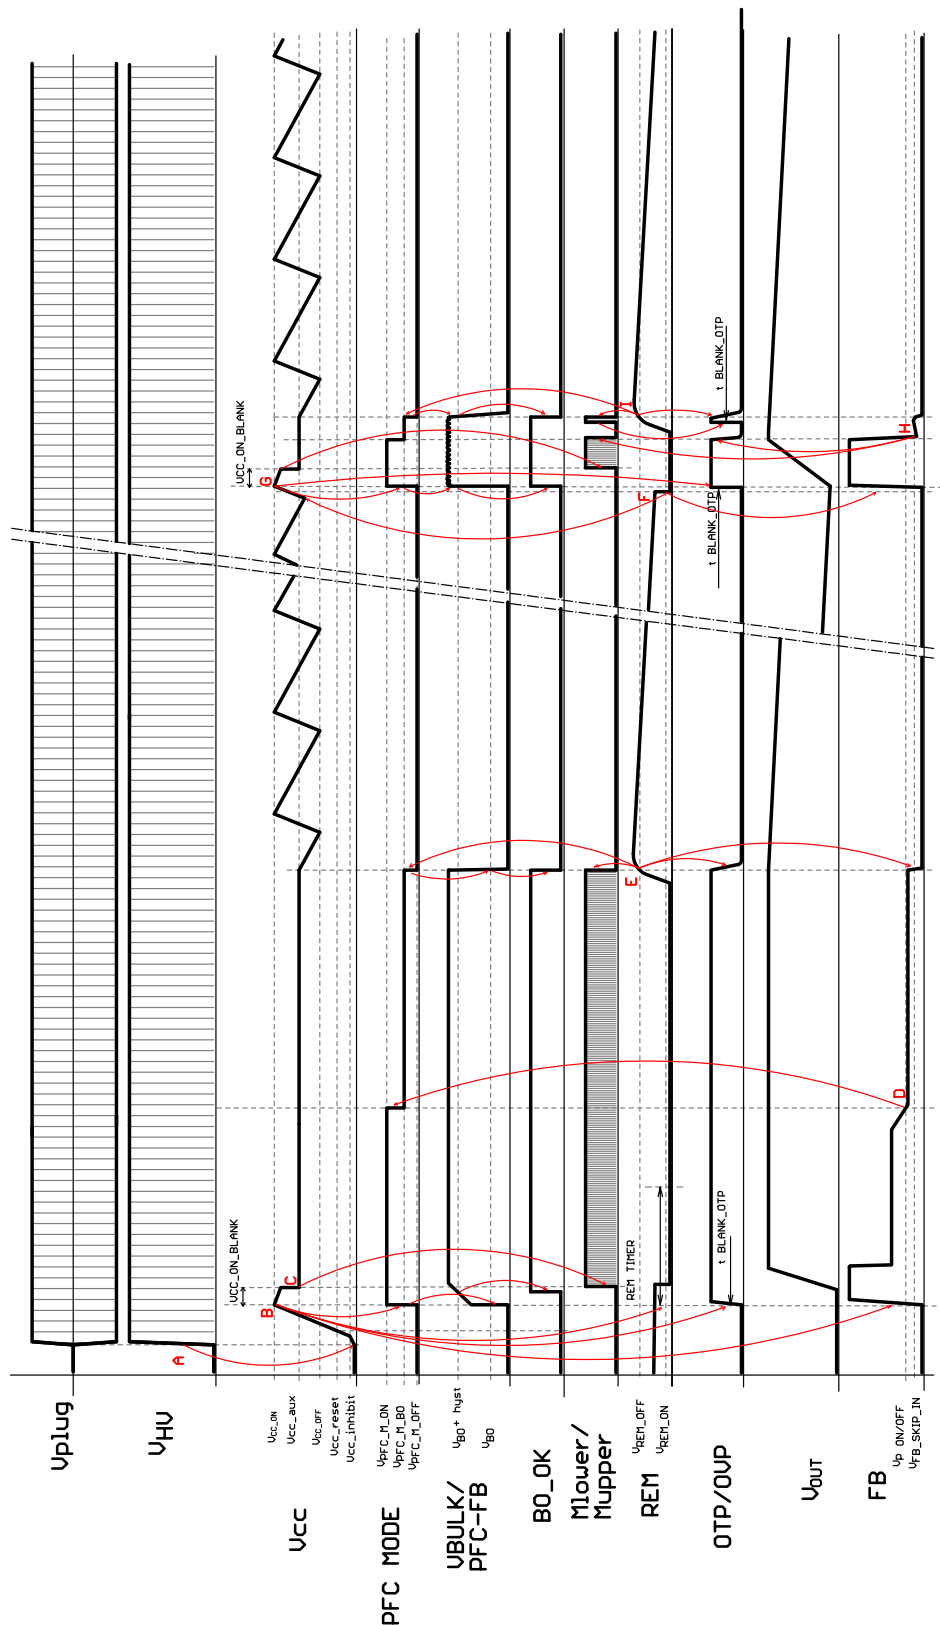 Vplug
VHV
Vcc
VCC_ON
Vcc_aux
VCC_OFF
Vcc_reset
Vcc_inhibit
PFC MODE
VPFC_M_ON
VPFC_M_BO
VPFC_M_OFF
VBULK/
PFC-FB
VBO + hyst
VBO
BO_OK
Mlower/
Mupper
REM
VREM_OFF
VREM_ON
OTP/OVP
VOUT
FB
VP ON/OFF
VFB_SKIP_IN
A
B
C
VCC_ON_BLANK
REM TIMER
t BLANK_OTP
D
E
F
t BLANK_OTP
G
VCC_ON_BLANK
H
I
t BLANK_OTP